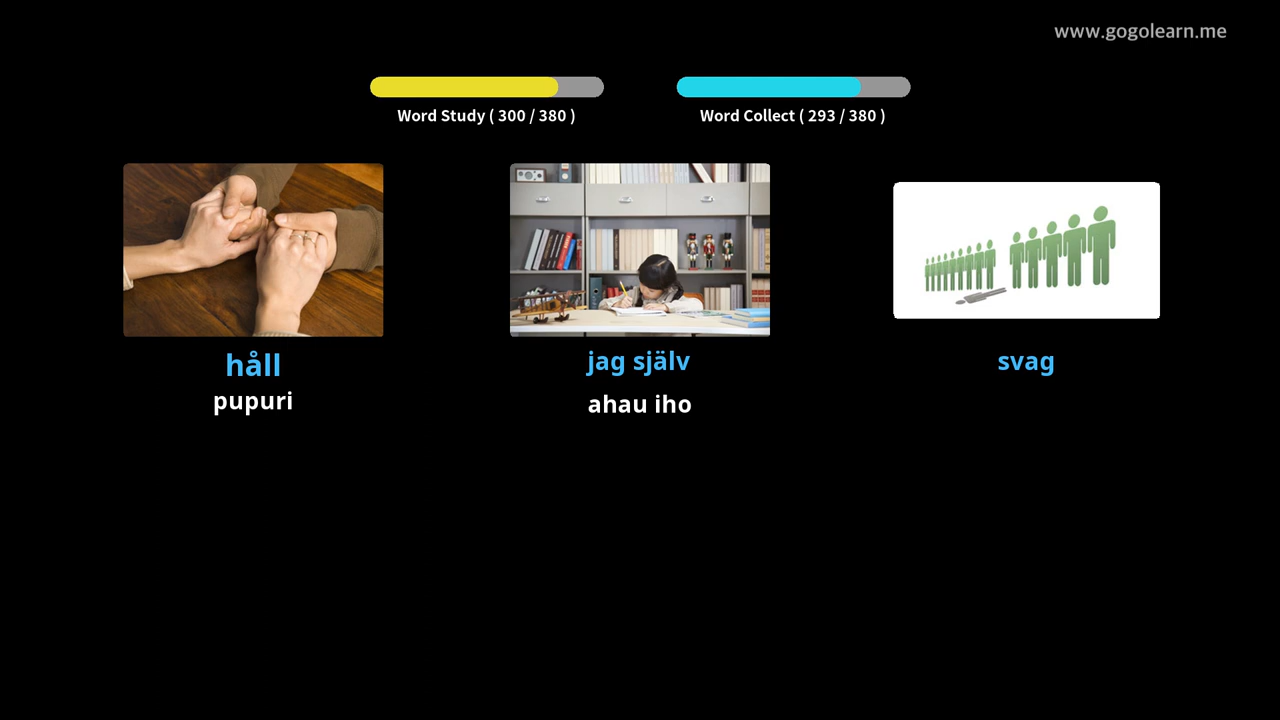 www.gogolearn.me
Word Study ( 300 / 380 )
Word Collect ( 293 / 380 )
håll
pupuri
jag själv
ahau iho
svag